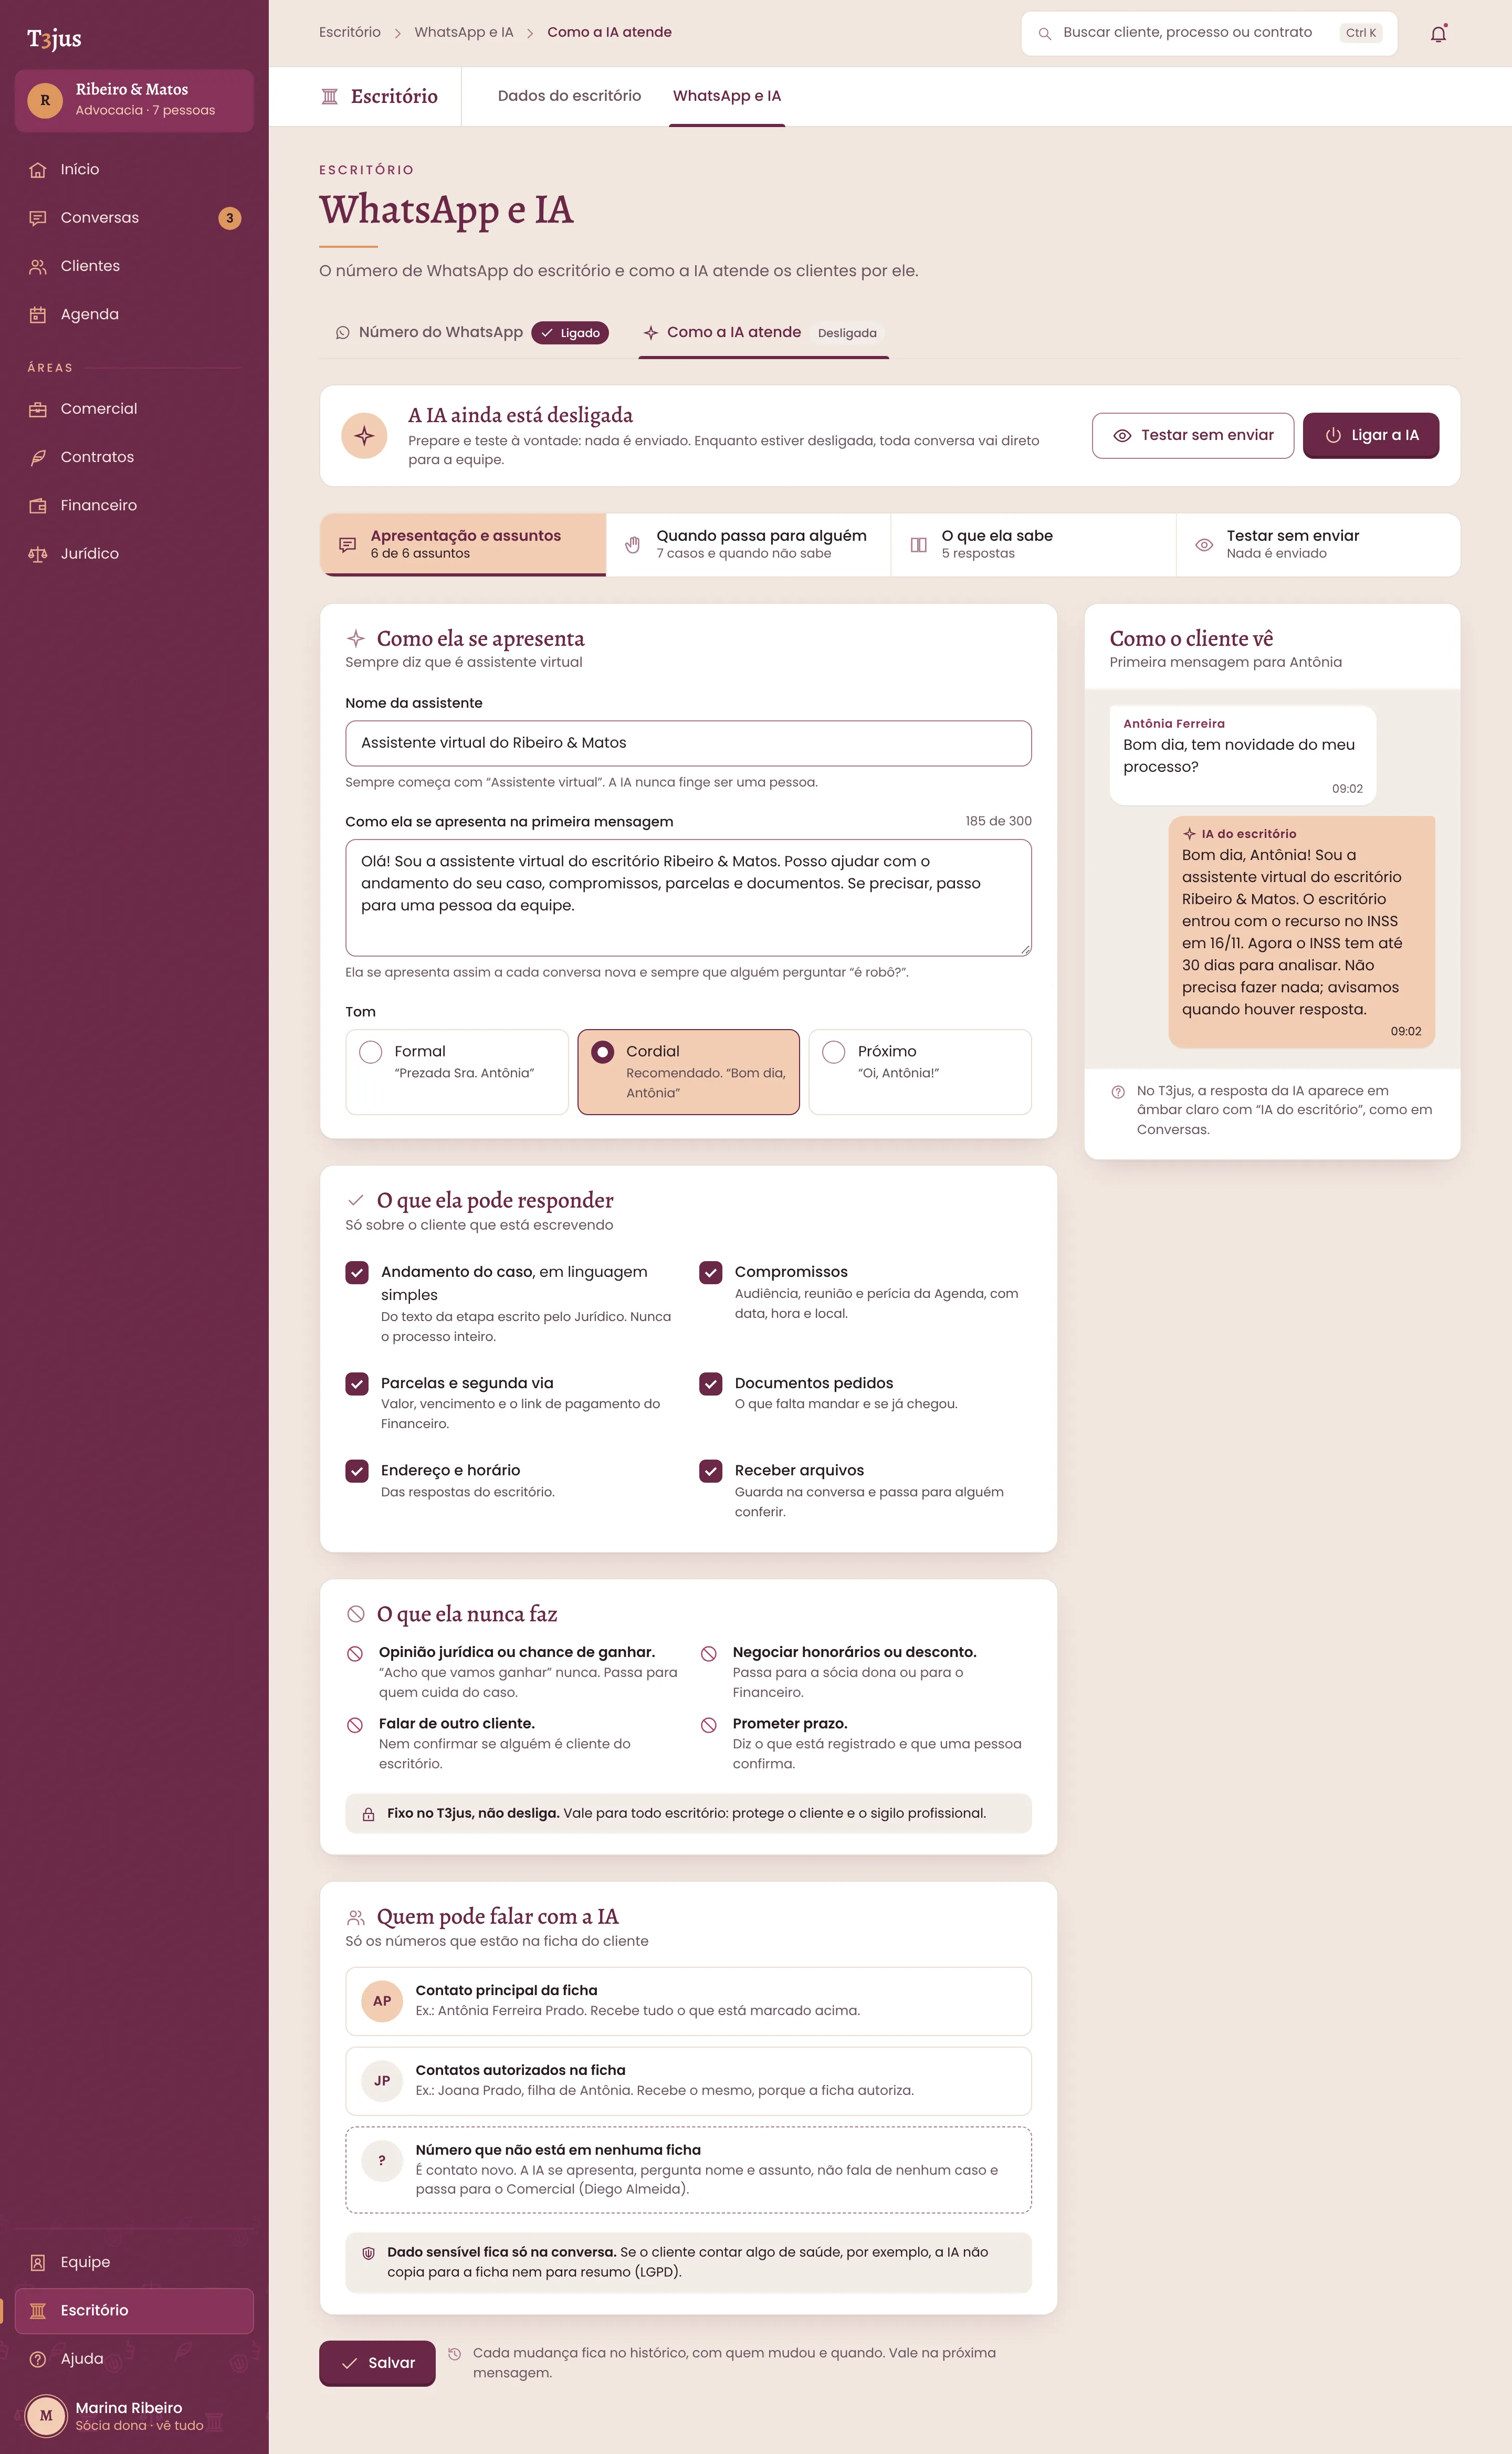 T3jus
R
Ribeiro & Matos
Advocacia · 7 pessoas
Início
Conversas
3
Clientes
Agenda
ÁREAS
Comercial
Contratos
Financeiro
Jurídico
Equipe
Escritório
Ajuda
M
Marina Ribeiro
Sócia dona · vê tudo
Escritório
WhatsApp e IA
Como a IA atende
Buscar cliente, processo ou contrato
Ctrl K
Escritório
Dados do escritório
WhatsApp e IA
ESCRITÓRIO
WhatsApp e IA
O número de WhatsApp do escritório e como a IA atende os clientes por ele.
Número do WhatsApp
Ligado
Como a IA atende
Desligada
A IA ainda está desligada
Prepare e teste à vontade: nada é enviado. Enquanto estiver desligada, toda conversa vai direto
para a equipe.
Testar sem enviar
Ligar a IA
Apresentação e assuntos
6 de 6 assuntos
Quando passa para alguém
7 casos e quando não sabe
O que ela sabe
5 respostas
Testar sem enviar
Nada é enviado
Como ela se apresenta
Sempre diz que é assistente virtual
Nome da assistente
Assistente virtual do Ribeiro & Matos
Sempre começa com “Assistente virtual”. A IA nunca finge ser uma pessoa.
Como ela se apresenta na primeira mensagem
185 de 300
Olá! Sou a assistente virtual do escritório Ribeiro & Matos. Posso ajudar com o
andamento do seu caso, compromissos, parcelas e documentos. Se precisar, passo
para uma pessoa da equipe.
Ela se apresenta assim a cada conversa nova e sempre que alguém perguntar “é robô?”.
Tom
Formal
“Prezada Sra. Antônia”
Cordial
Recomendado. “Bom dia,
Antônia”
Próximo
“Oi, Antônia!”
Como o cliente vê
Primeira mensagem para Antônia
Antônia Ferreira
Bom dia, tem novidade do meu
processo?
09:02
IA do escritório
Bom dia, Antônia! Sou a
assistente virtual do escritório
Ribeiro & Matos. O escritório
entrou com o recurso no INSS
em 16/11. Agora o INSS tem até
30 dias para analisar. Não
precisa fazer nada; avisamos
quando houver resposta.
09:02
No T3jus, a resposta da IA aparece em
âmbar claro com “IA do escritório”, como em
Conversas.
O que ela pode responder
Só sobre o cliente que está escrevendo
Andamento do caso, em linguagem
simples
Do texto da etapa escrito pelo Jurídico. Nunca
o processo inteiro.
Compromissos
Audiência, reunião e perícia da Agenda, com
data, hora e local.
Parcelas e segunda via
Valor, vencimento e o link de pagamento do
Financeiro.
Documentos pedidos
O que falta mandar e se já chegou.
Endereço e horário
Das respostas do escritório.
Receber arquivos
Guarda na conversa e passa para alguém
conferir.
O que ela nunca faz
Opinião jurídica ou chance de ganhar.
“Acho que vamos ganhar” nunca. Passa para
quem cuida do caso.
Negociar honorários ou desconto.
Passa para a sócia dona ou para o
Financeiro.
Falar de outro cliente.
Nem confirmar se alguém é cliente do
escritório.
Prometer prazo.
Diz o que está registrado e que uma pessoa
confirma.
Fixo no T3jus, não desliga. Vale para todo escritório: protege o cliente e o sigilo profissional.
Quem pode falar com a IA
Só os números que estão na ficha do cliente
AP
Contato principal da ficha
Ex.: Antônia Ferreira Prado. Recebe tudo o que está marcado acima.
JP
Contatos autorizados na ficha
Ex.: Joana Prado, filha de Antônia. Recebe o mesmo, porque a ficha autoriza.
?
Número que não está em nenhuma ficha
É contato novo. A IA se apresenta, pergunta nome e assunto, não fala de nenhum caso e
passa para o Comercial (Diego Almeida).
Dado sensível fica só na conversa. Se o cliente contar algo de saúde, por exemplo, a IA não
copia para a ficha nem para resumo (LGPD).
Salvar
Cada mudança fica no histórico, com quem mudou e quando. Vale na próxima
mensagem.